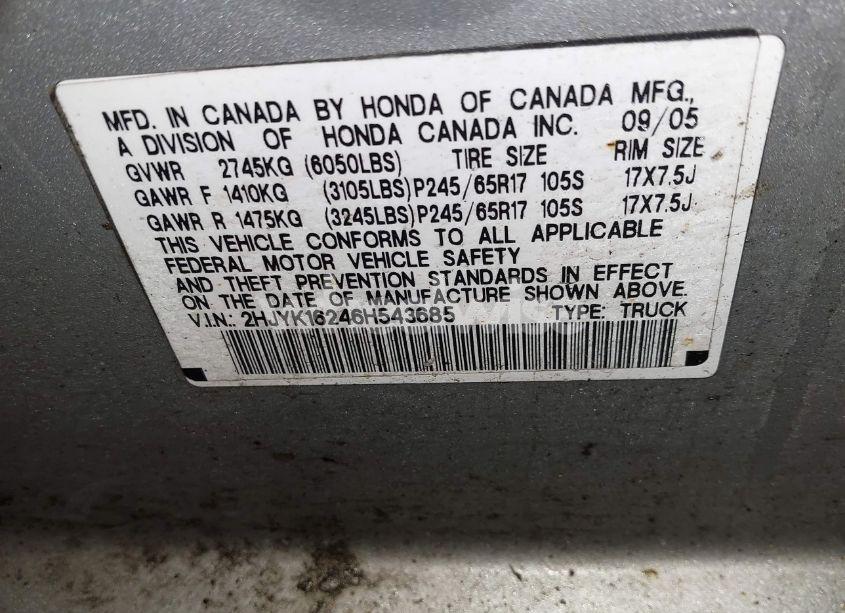 MFD. IN CANADA BY HONDA OF CANADA MFG.,
A DIVISION OF HONDA CANADA INC. 09/05
GVWR 2745KG (6050LBS) TIRE SIZE RIM SIZE
GAWR F 1410KG (3105LBS) P245/65R17 105S 17X7.5J
GAWR R 1475KG (3245LBS) P245/65R17 105S 17X7.5J
THIS VEHICLE CONFORMS TO ALL APPLICABLE
FEDERAL MOTOR VEHICLE SAFETY
AND THEFT PREVENTION STANDARDS IN EFFECT
ON THE DATE OF MANUFACTURE SHOWN ABOVE.
V.I.N.: 2HJYK16246H543685 TYPE: TRUCK